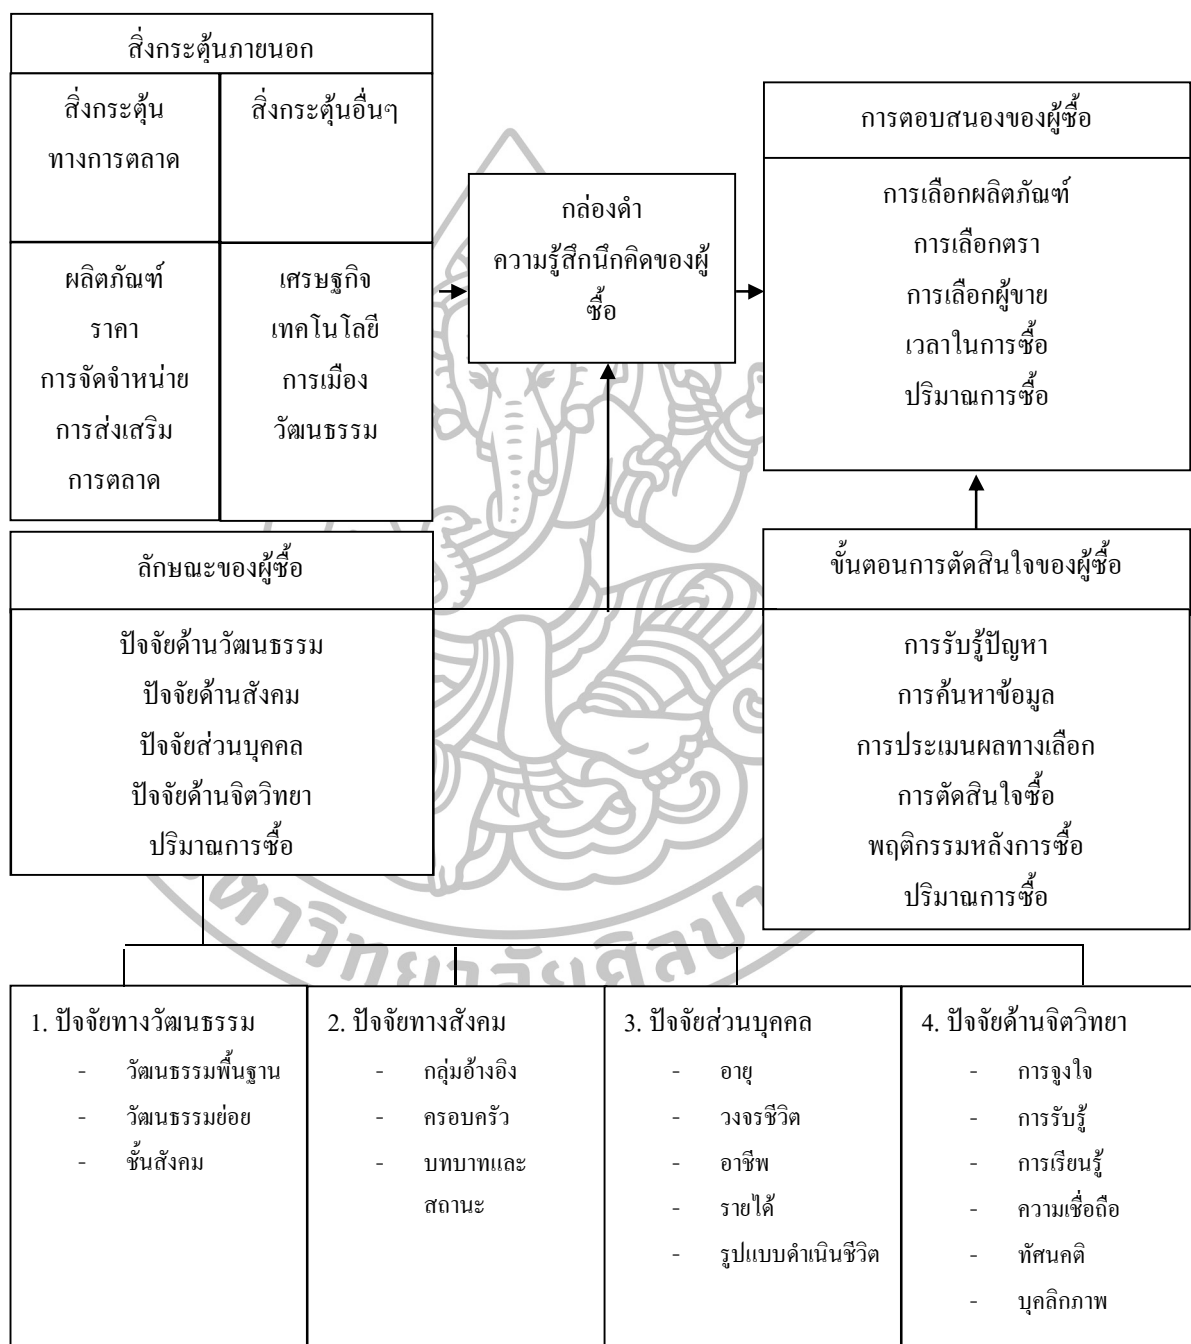 สิ่งกระตุ้นภายนอก
สิ่งกระตุ้น
ทางการตลาด
สิ่งกระตุ้นอื่นๆ
ผลิตภัณฑ์
ราคา
การจัดจำหน่าย
การส่งเสริม
การตลาด
เศรษฐกิจ
เทคโนโลยี
การเมือง
วัฒนธรรม
กล่องดำ
ความรู้สึกนึกคิดของผู้
ซื้อ
การตอบสนองของผู้ซื้อ
การเลือกผลิตภัณฑ์
การเลือกตรา
การเลือกผู้ขาย
เวลาในการซื้อ
ปริมาณการซื้อ
ลักษณะของผู้ซื้อ
ปัจจัยด้านวัฒนธรรม
ปัจจัยด้านสังคม
ปัจจัยส่วนบุคคล
ปัจจัยด้านจิตวิทยา
ปริมาณการซื้อ
ขั้นตอนการตัดสินใจของผู้ซื้อ
การรับรู้ปัญหา
การค้นหาข้อมูล
การประเมนผลทางเลือก
การตัดสินใจซื้อ
พฤติกรรมหลังการซื้อ
ปริมาณการซื้อ
1. ปัจจัยทางวัฒนธรรม
- วัฒนธรรมพื้นฐาน
- วัฒนธรรมย่อย
- ชั้นสังคม
2. ปัจจัยทางสังคม
- กลุ่มอ้างอิง
- ครอบครัว
- บทบาทและ
สถานะ
3. ปัจจัยส่วนบุคคล
- อายุ
- วงจรชีวิต
- อาชีพ
- รายได้
- รูปแบบดำเนินชีวิต
4. ปัจจัยด้านจิตวิทยา
- การจูงใจ
- การรับรู้
- การเรียนรู้
- ความเชื่อถือ
- ทัศนคติ
- บุคลิกภาพ